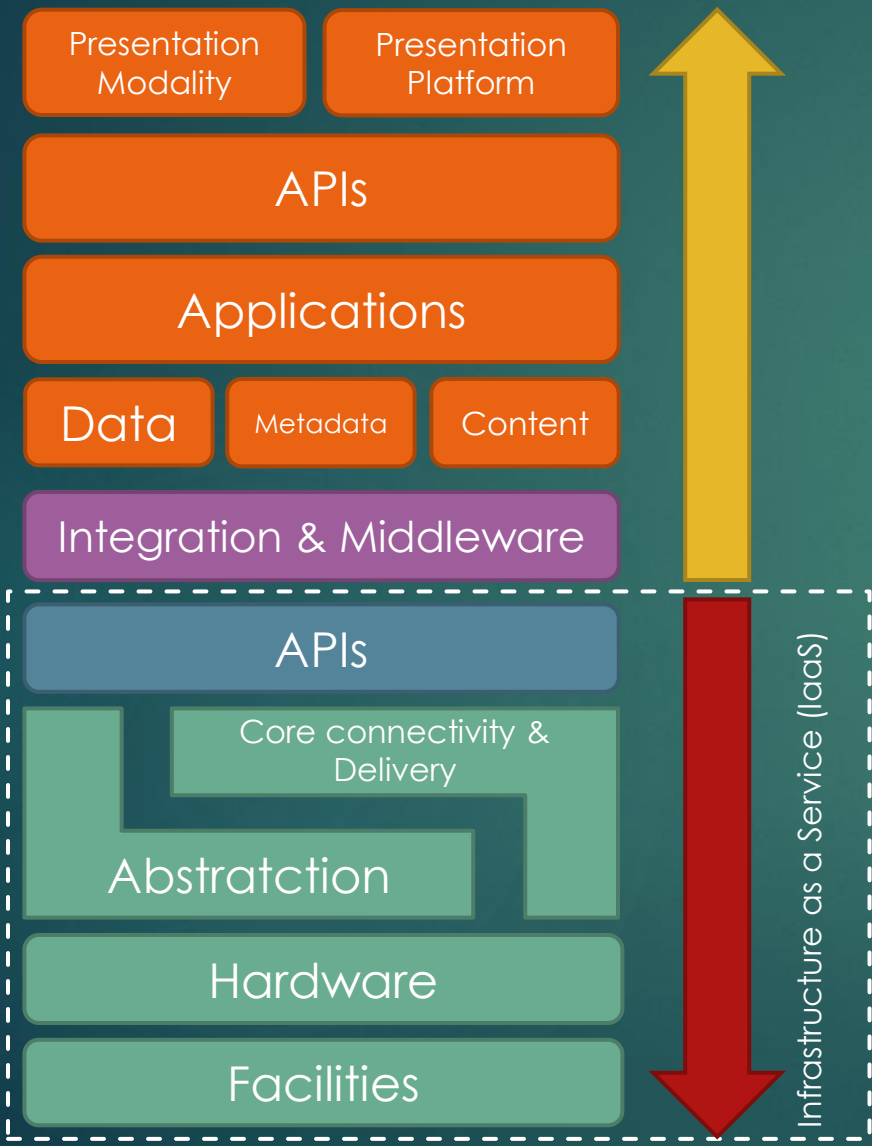 Presentation
Modality
Presentation
Platform
APIs
Applications
Data
Metadata
Content
Integration & Middleware
APIs
Core connectivity &
Delivery
Abstratction
Hardware
Facilities
Infrastructure as a Service (IaaS)